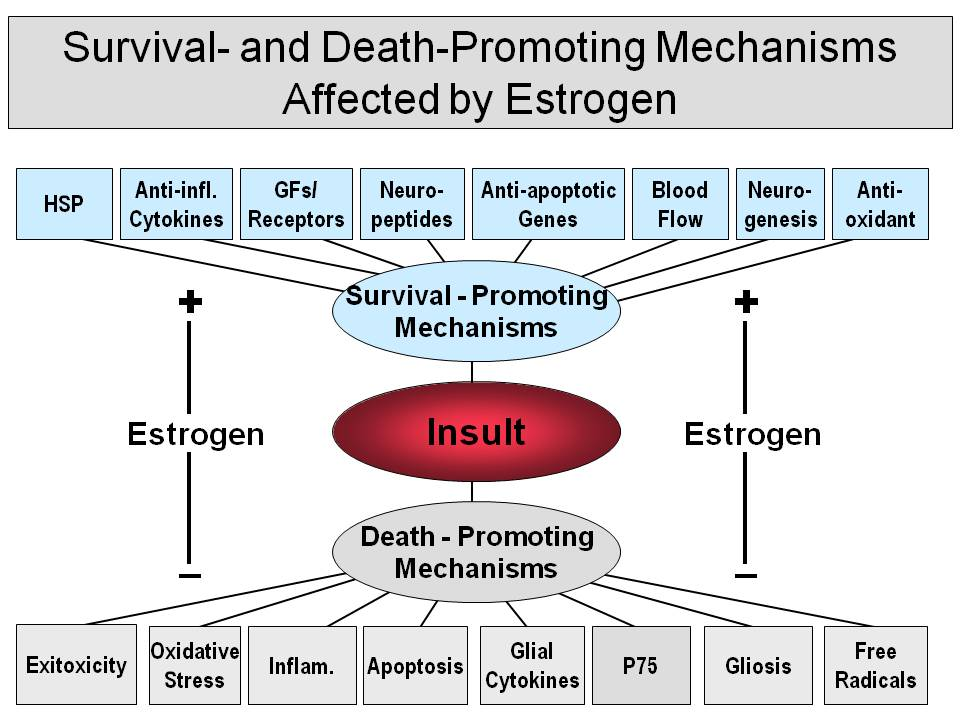 Survival- and Death-Promoting Mechanisms
Affected by Estrogen
HSP
Anti-infl.
Cytokines
GFs/
Receptors
Neuro-
peptides
Anti-apoptotic
Genes
Blood
Flow
Neuro-
genesis
Anti-
oxidant
+
+
Survival - Promoting
Mechanisms
Estrogen
Insult
Estrogen
Death - Promoting
Mechanisms
–
–
Exitoxicity
Oxidative
Stress
Inflam.
Apoptosis
Glial
Cytokines
P75
Gliosis
Free
Radicals